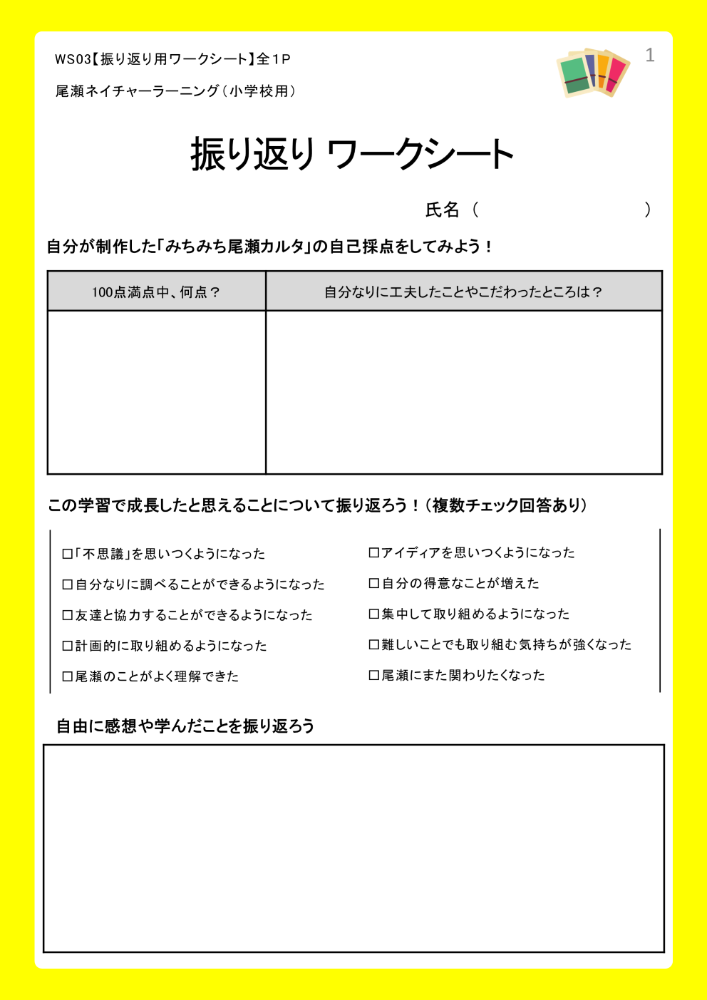 WS03【振り返り用ワークシート】全１P
1
尾瀬ネイチャーラーニング（小学校用）
振り返り ワークシート
氏名（　　　　　　　　　）
自分が制作した「みちみち尾瀬カルタ」の自己採点をしてみよう！
100点満点中、何点？
自分なりに工夫したことやこだわったところは？
この学習で成長したと思えることについて振り返ろう！（複数チェック回答あり）
□「不思議」を思いつくようになった
□自分なりに調べることができるようになった
□友達と協力することができるようになった
□計画的に取り組めるようになった
□尾瀬のことがよく理解できた
□アイディアを思いつくようになった
□自分の得意なことが増えた
□集中して取り組めるようになった
□難しいことでも取り組む気持ちが強くなった
□尾瀬にまた関わりたくなった
自由に感想や学んだことを振り返ろう